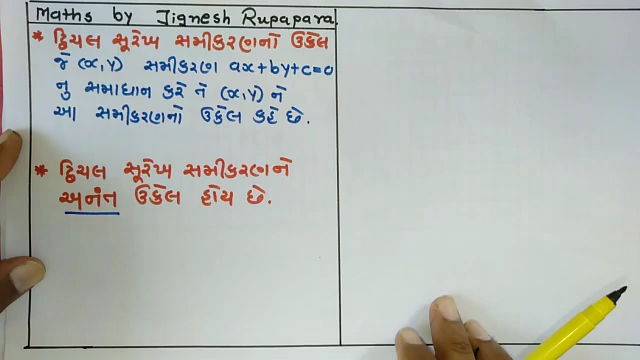 Maths by Jignesh Rupapara.
* દ્વિચલ સૂરેખ સમીકરણનો ઉકેલ
જે (x,y) સમીકરણ ax+by+c=0
નુ સમાધાન કરે તે (x,y) ને
આ સમીકરણનો ઉકેલ કહે છે.
* દ્વિચલ સૂરેખ સમીકરણને
અનંત ઉકેલ હોય છે.